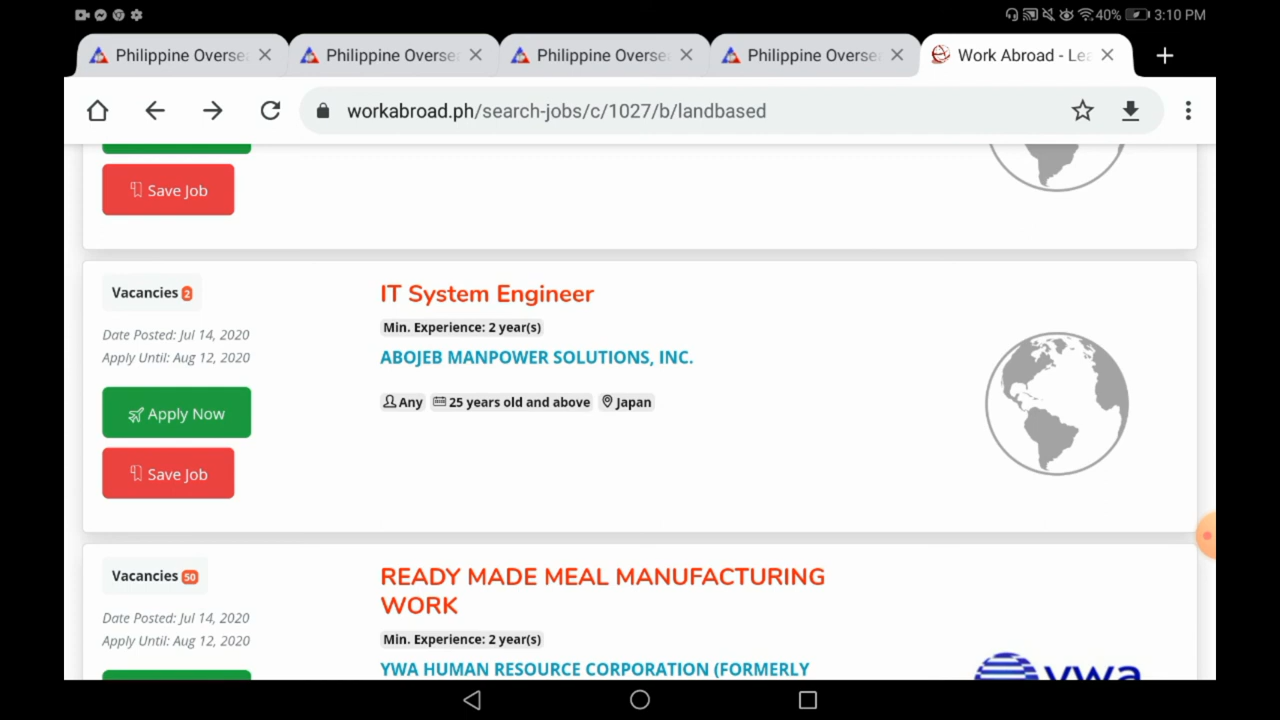 40% 3:10 PM
Philippine Overse
Philippine Overse
Philippine Overse
Philippine Overse
Work Abroad - Lea
workabroad.ph/search-jobs/c/1027/b/landbased
Save Job
Vacancies 2
IT System Engineer
Min. Experience: 2 year(s)
Date Posted: Jul 14, 2020
Apply Until: Aug 12, 2020
ABOJEB MANPOWER SOLUTIONS, INC.
Any 25 years old and above Japan
Apply Now
Save Job
Vacancies 50
READY MADE MEAL MANUFACTURING
WORK
Date Posted: Jul 14, 2020
Apply Until: Aug 12, 2020
Min. Experience: 2 year(s)
YWA HUMAN RESOURCE CORPORATION (FORMERLY
ywa